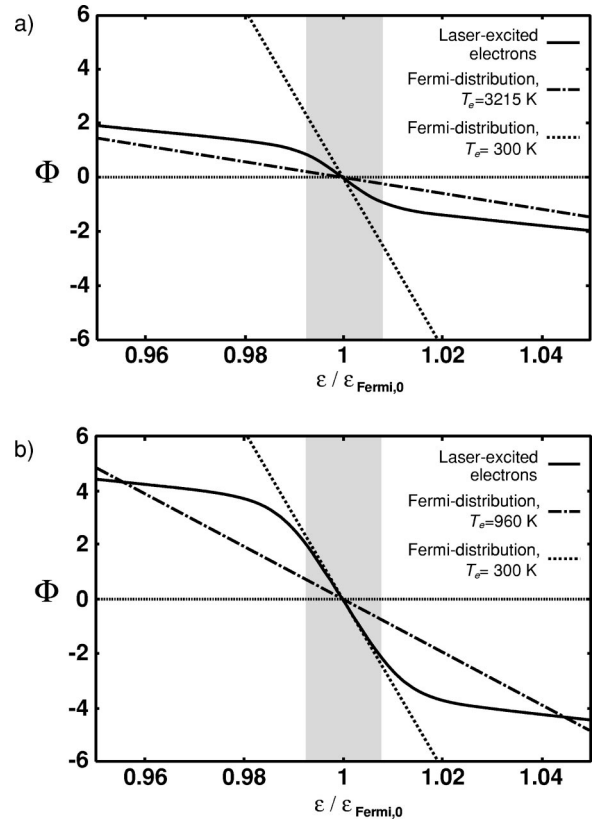 a)
6
4
2
0
-2
-4
-6
Φ
Laser-excited
electrons
Fermi-distribution,
Te=3215 K
Fermi-distribution,
Te= 300 K
0.96 0.98 1 1.02 1.04
ε / εFermi,0
b)
6
4
2
0
-2
-4
-6
Φ
Laser-excited
electrons
Fermi-distribution,
Te=960 K
Fermi-distribution,
Te= 300 K
0.96 0.98 1 1.02 1.04
ε / εFermi,0